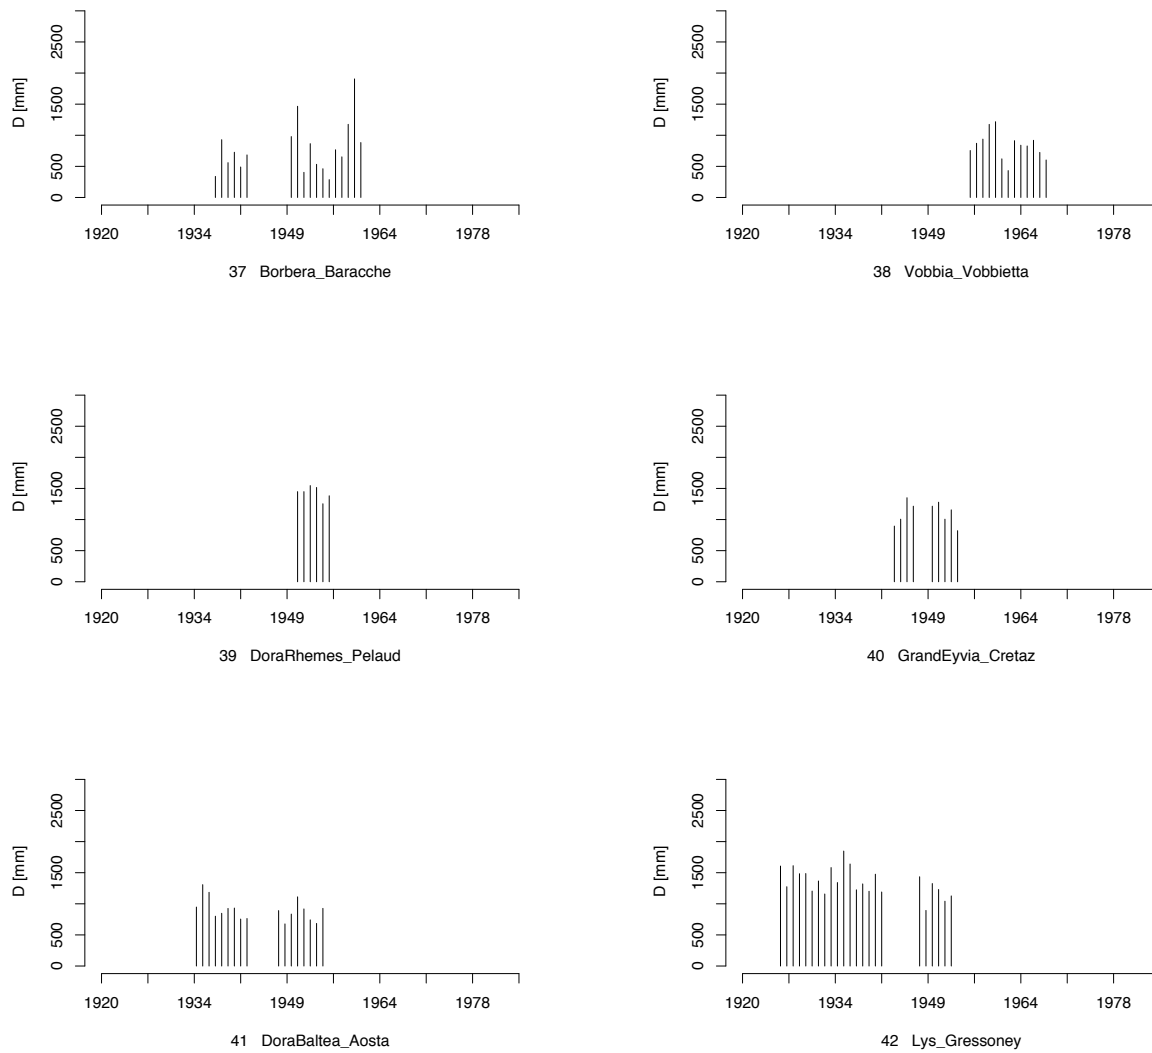 D [mm]
2500
1500
500
0
1920 1934 1949 1964 1978
37 Borbera_Baracche
D [mm]
2500
1500
500
0
1920 1934 1949 1964 1978
38 Vobbia_Vobbietta
D [mm]
2500
1500
500
0
1920 1934 1949 1964 1978
39 DoraRhemes_Pelaud
D [mm]
2500
1500
500
0
1920 1934 1949 1964 1978
40 GrandEyvia_Cretaz
D [mm]
2500
1500
500
0
1920 1934 1949 1964 1978
41 DoraBaltea_Aosta
D [mm]
2500
1500
500
0
1920 1934 1949 1964 1978
42 Lys_Gressoney